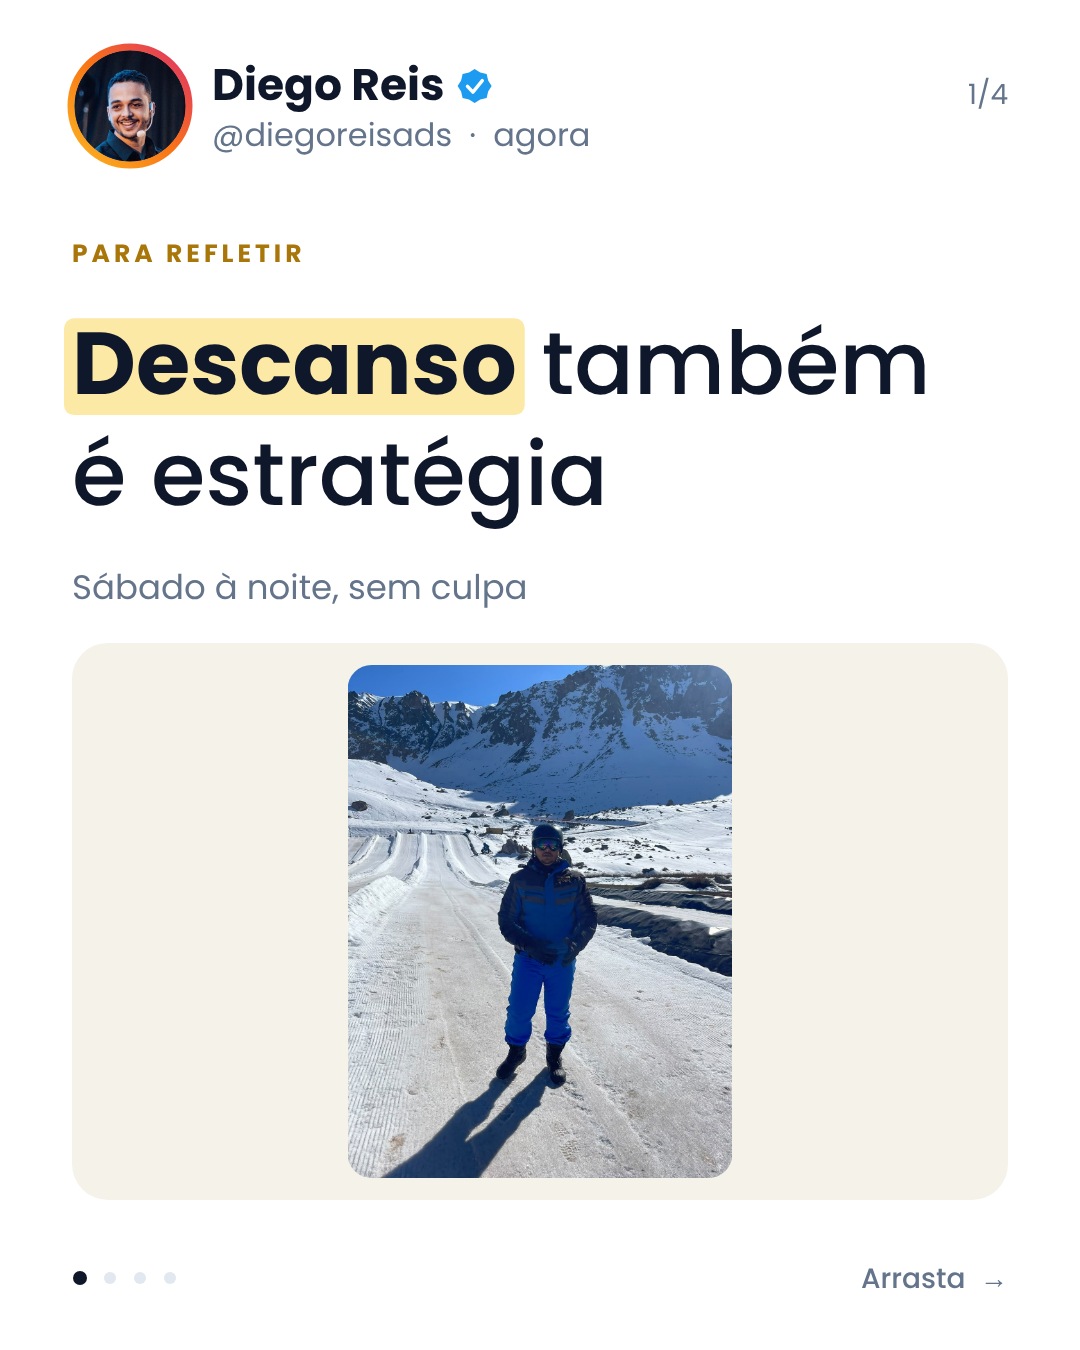 Diego Reis
1/4
@diegoreisads · agora
PARA REFLETIR
Descanso também
é estratégia
Sábado à noite, sem culpa
Arrasta →